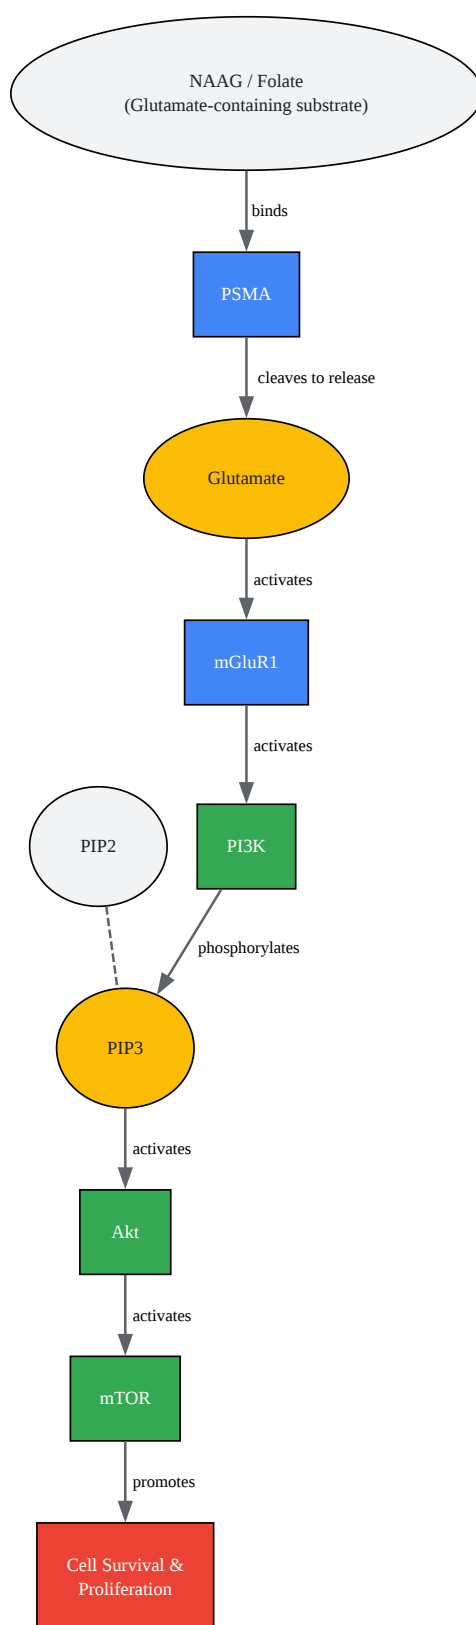 NAAG / Folate
(Glutamate-containing substrate)
binds
PSMA
cleaves to release
Glutamate
activates
mGluR1
activates
PIP2
PI3K
phosphorylates
PIP3
activates
Akt
activates
mTOR
promotes
Cell Survival &
Proliferation